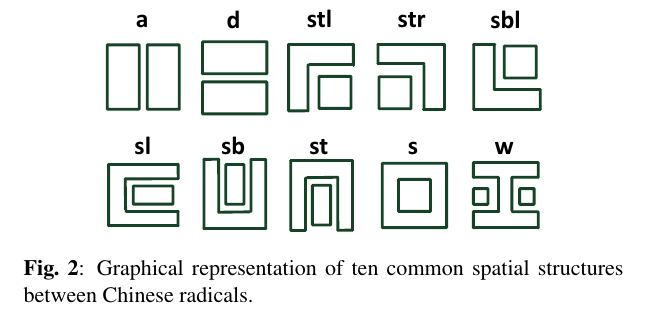 a d stl str sbl
sl sb st s w
Fig. 2: Graphical representation of ten common spatial structures
between Chinese radicals.